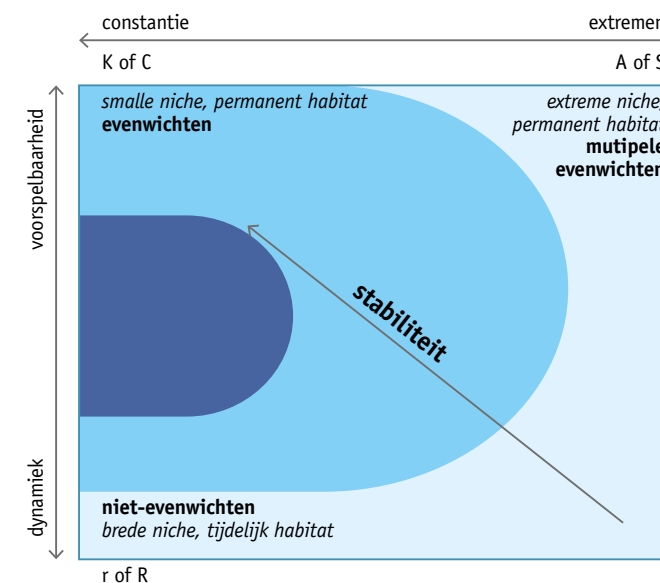 constantie
extremen
K of C
A of S
smalle niche, permanent habitat
evenwichten
extreme niche,
permanent habitat
mutipele
evenwichten
voorspelbaarheid
stabiliteit
dynamiek
niet-evenwichten
brede niche, tijdelijk habitat
r of R